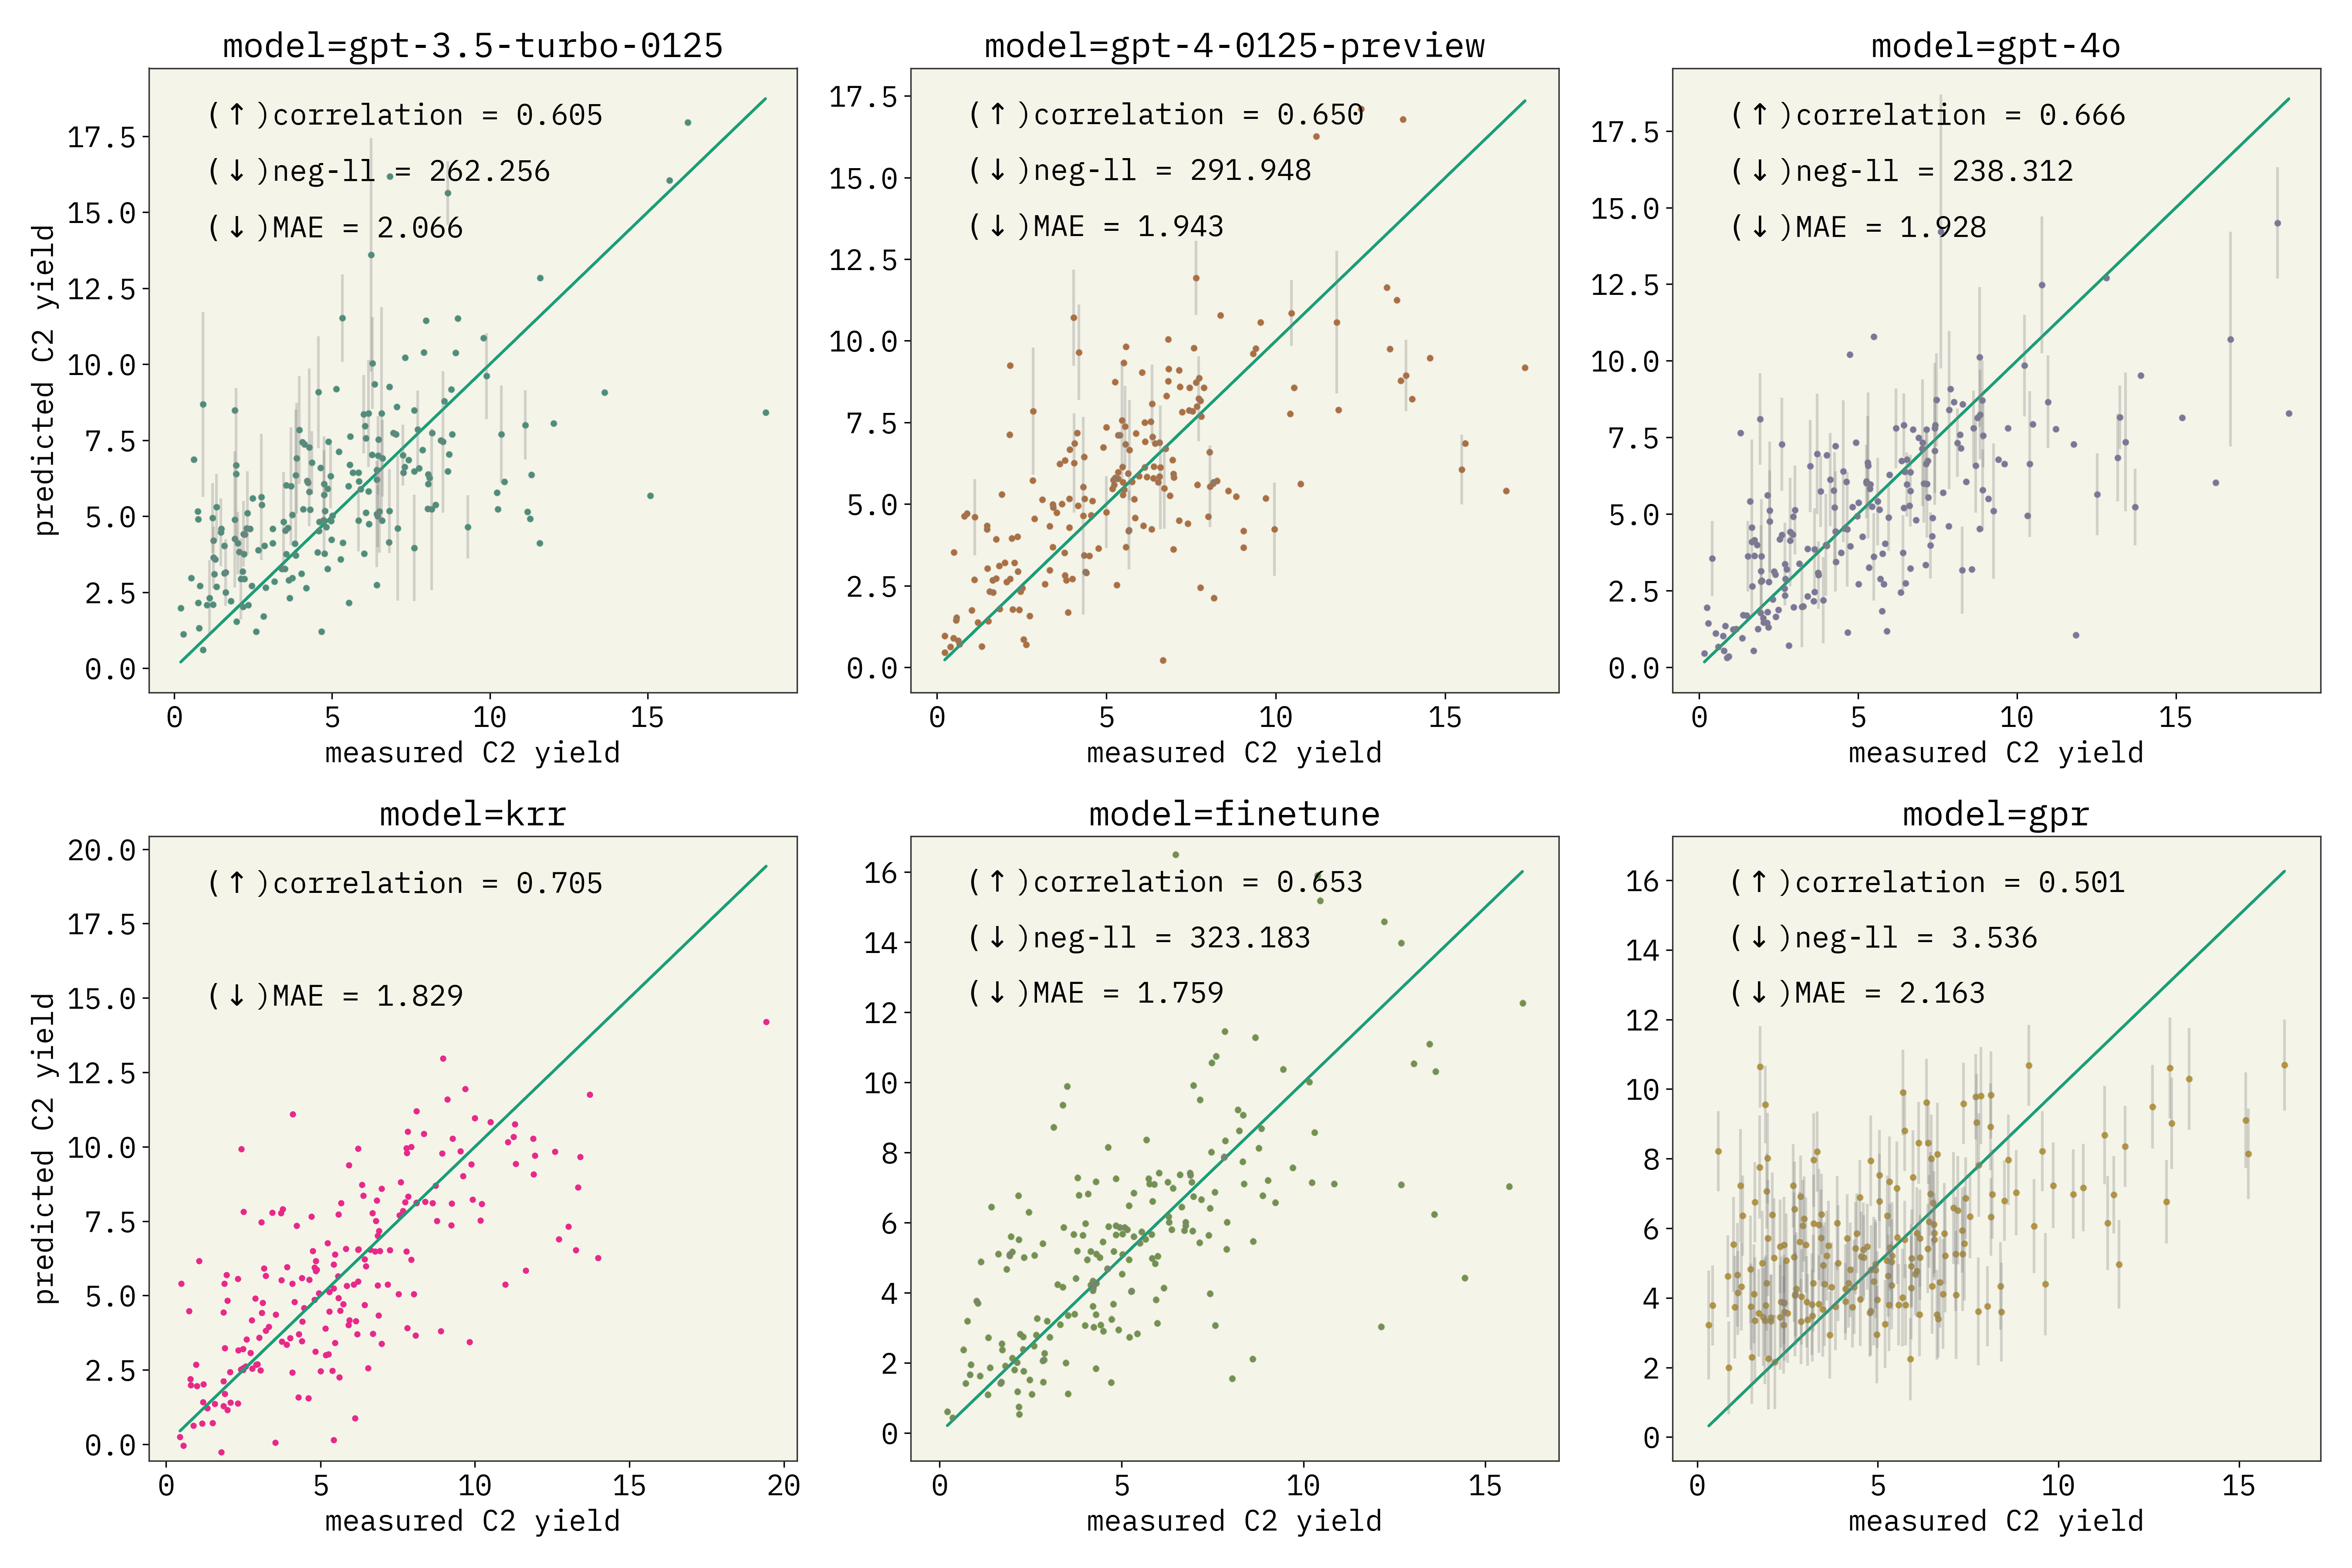 model=gpt-3.5-turbo-0125
(↑)correlation = 0.605
(↓)neg-ll = 262.256
(↓)MAE = 2.066
predicted C2 yield
17.5
15.0
12.5
10.0
7.5
5.0
2.5
0.0
0 5 10 15
measured C2 yield
model=gpt-4-0125-preview
(↑)correlation = 0.650
(↓)neg-ll = 291.948
(↓)MAE = 1.943
17.5
15.0
12.5
10.0
7.5
5.0
2.5
0.0
0 5 10 15
measured C2 yield
model=gpt-4o
(↑)correlation = 0.666
(↓)neg-ll = 238.312
(↓)MAE = 1.928
17.5
15.0
12.5
10.0
7.5
5.0
2.5
0.0
0 5 10 15
measured C2 yield
model=krr
(↑)correlation = 0.705
(↓)MAE = 1.829
predicted C2 yield
20.0
17.5
15.0
12.5
10.0
7.5
5.0
2.5
0.0
0 5 10 15 20
measured C2 yield
model=finetune
(↑)correlation = 0.653
(↓)neg-ll = 323.183
(↓)MAE = 1.759
16
14
12
10
8
6
4
2
0
0 5 10 15
measured C2 yield
model=gpr
(↑)correlation = 0.501
(↓)neg-ll = 3.536
(↓)MAE = 2.163
16
14
12
10
8
6
4
2
0
0 5 10 15
measured C2 yield